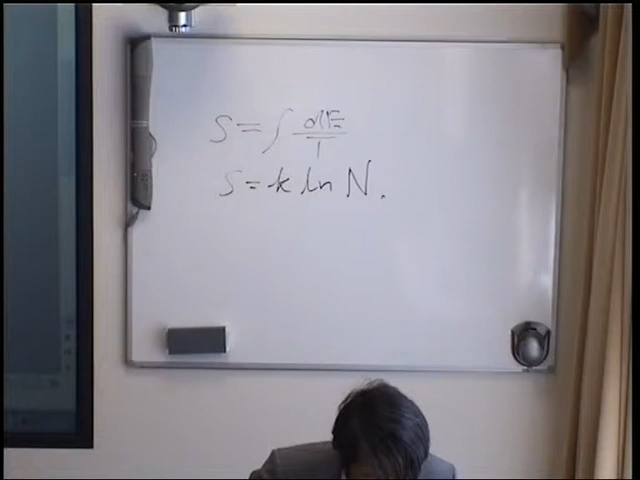 S = ∫ dE/T
S = k ln N.